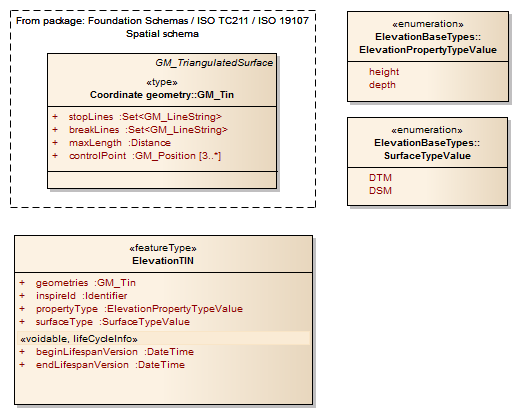 From package: Foundation Schemas / ISO TC211 / ISO 19107
Spatial schema
GM_TriangulatedSurface
«type»
Coordinate geometry::GM_Tin
+ stopLines :Set<GM_LineString>
+ breakLines :Set<GM_LineString>
+ maxLength :Distance
+ controlPoint :GM_Position [3..*]
«enumeration»
ElevationBaseTypes::
ElevationPropertyTypeValue
height
depth
«enumeration»
ElevationBaseTypes::
SurfaceTypeValue
DTM
DSM
«featureType»
ElevationTIN
+ geometries :GM_Tin
+ inspireId :Identifier
+ propertyType :ElevationPropertyTypeValue
+ surfaceType :SurfaceTypeValue
«voidable, lifeCycleInfo»
+ beginLifespanVersion :DateTime
+ endLifespanVersion :DateTime